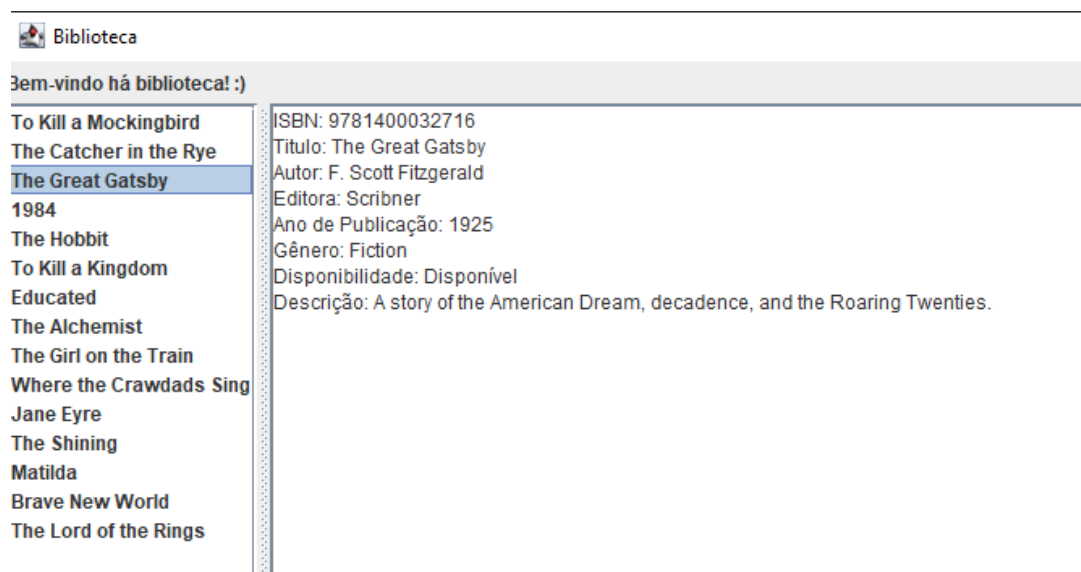 Biblioteca
Bem-vindo há biblioteca! :)
To Kill a Mockingbird
The Catcher in the Rye
The Great Gatsby
1984
The Hobbit
To Kill a Kingdom
Educated
The Alchemist
The Girl on the Train
Where the Crawdads Sing
Jane Eyre
The Shining
Matilda
Brave New World
The Lord of the Rings
ISBN: 9781400032716
Titulo: The Great Gatsby
Autor: F. Scott Fitzgerald
Editora: Scribner
Ano de Publicação: 1925
Gênero: Fiction
Disponibilidade: Disponível
Descrição: A story of the American Dream, decadence, and the Roaring Twenties.